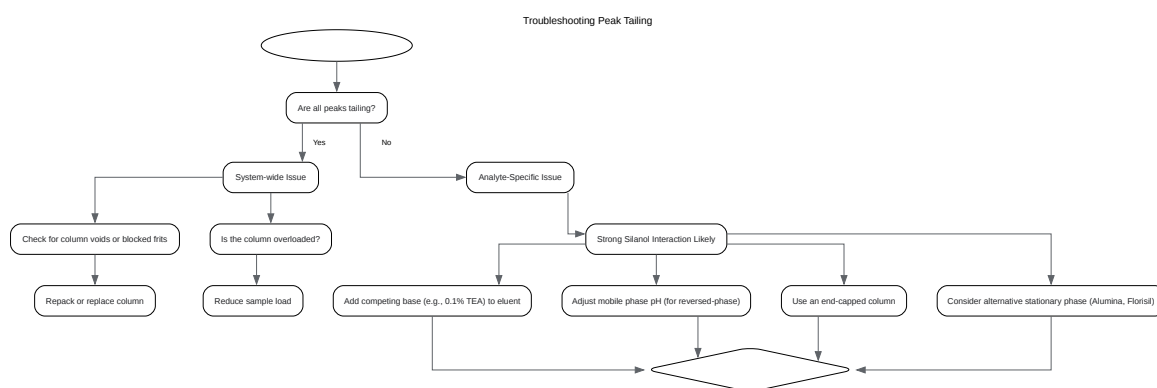 Troubleshooting Peak Tailing
Are all peaks tailing?
Yes
No
System-wide Issue
Analyte-Specific Issue
Check for column voids or blocked frits
Is the column overloaded?
Strong Silanol Interaction Likely
Repack or replace column
Reduce sample load
Add competing base (e.g., 0.1% TEA) to eluent
Adjust mobile phase pH (for reversed-phase)
Use an end-capped column
Consider alternative stationary phase (Alumina, Florisil)